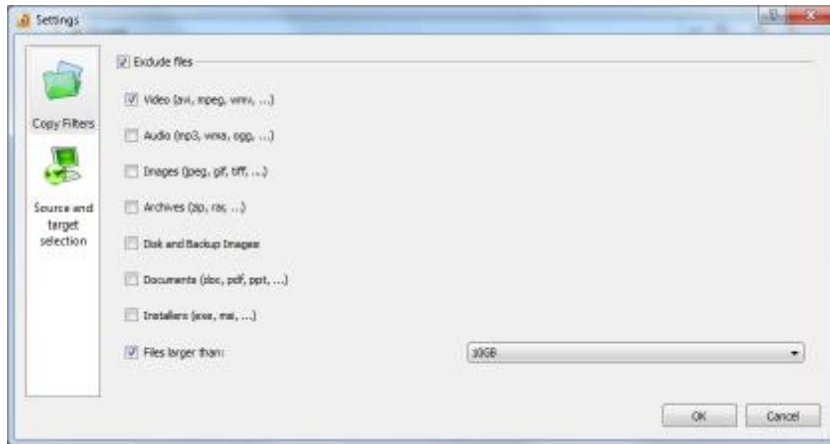 Settings
Exclude files
Video (avi, mpeg, wmv, ...)
Copy Filters
Audio (mp3, wma, ogg, ...)
Images (jpeg, gif, tiff, ...)
Source and
target
selection
Archives (zip, rar, ...)
Disk and Backup Images
Documents (doc, pdf, ppt, ...)
Installers (exe, msi, ...)
Files larger than:
10GB
OK
Cancel